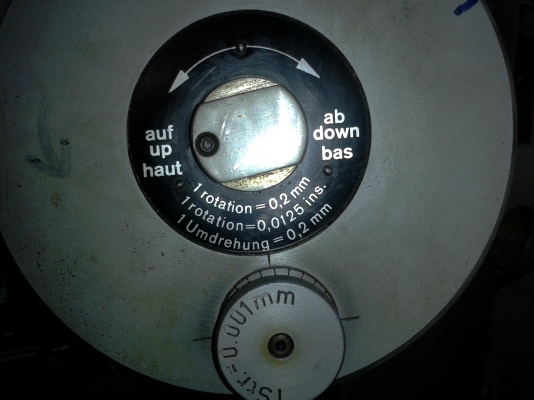 auf
up
haut
ab
down
bas
1 rotation = 0,2 mm
1 rotation = 0,0125 ins.
1 Umdrehung = 0,2 mm
1Str.=0.001mm